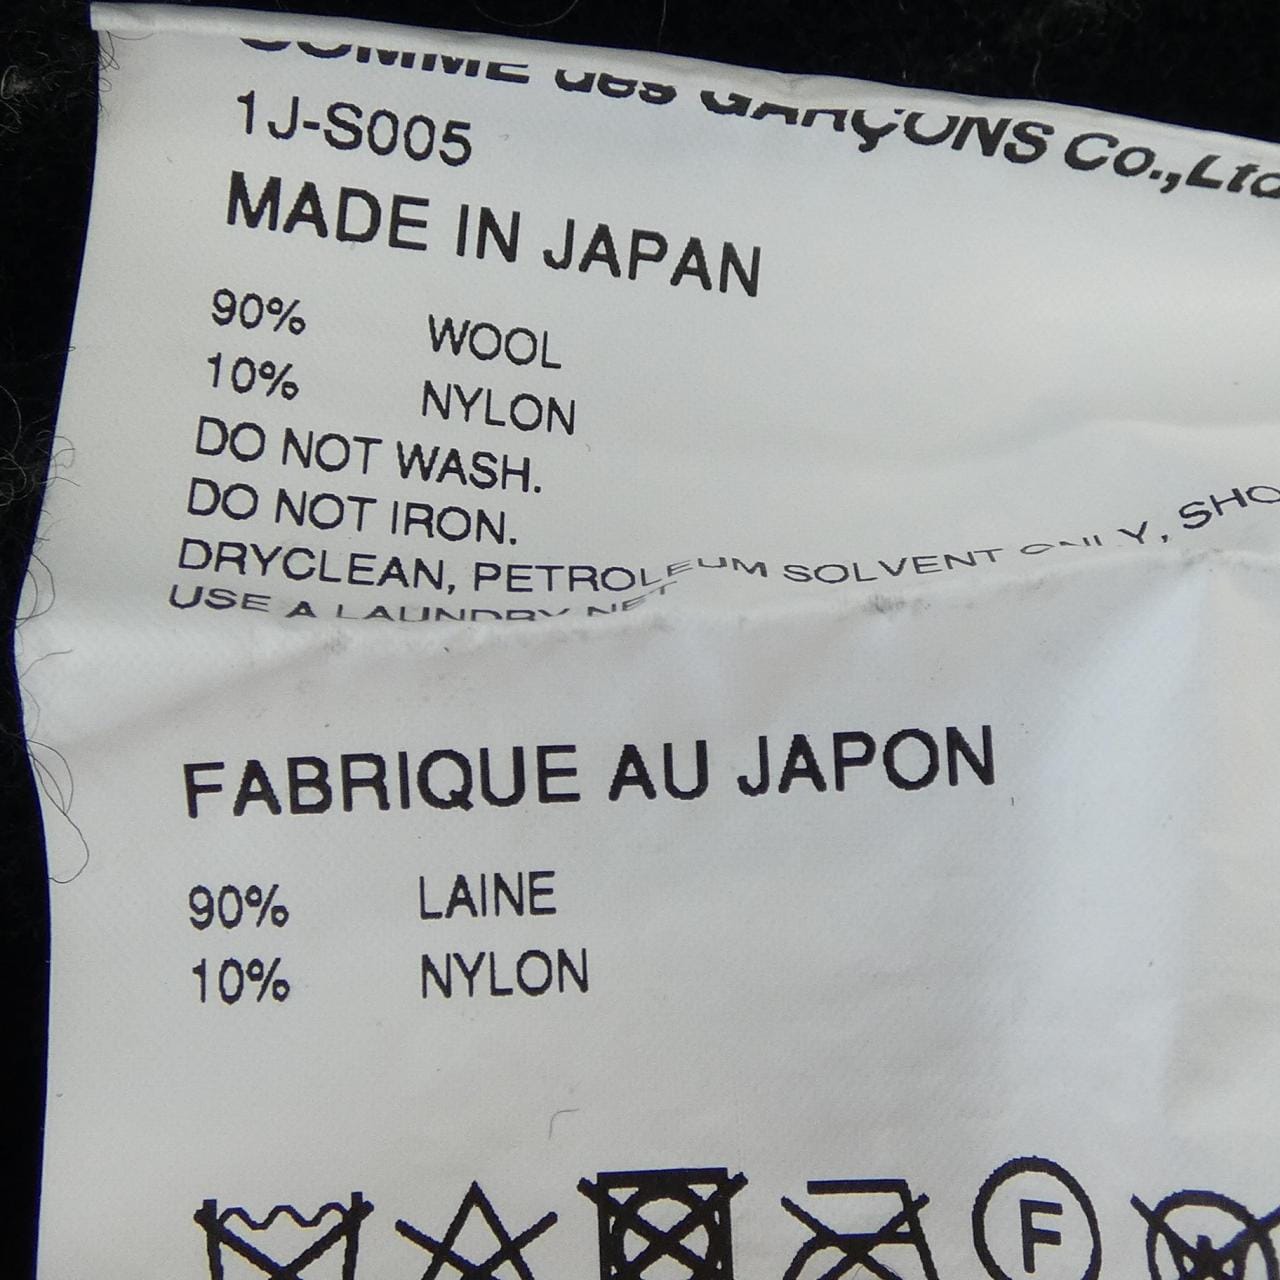 COMME des GARÇONS Co.,Ltd
1J-S005
MADE IN JAPAN
90% WOOL
10% NYLON
DO NOT WASH.
DO NOT IRON.
DRYCLEAN, PETROLEUM SOLVENT ONLY, SHO
USE A LAUNDRY NET
FABRIQUE AU JAPON
90% LAINE
10% NYLON
F